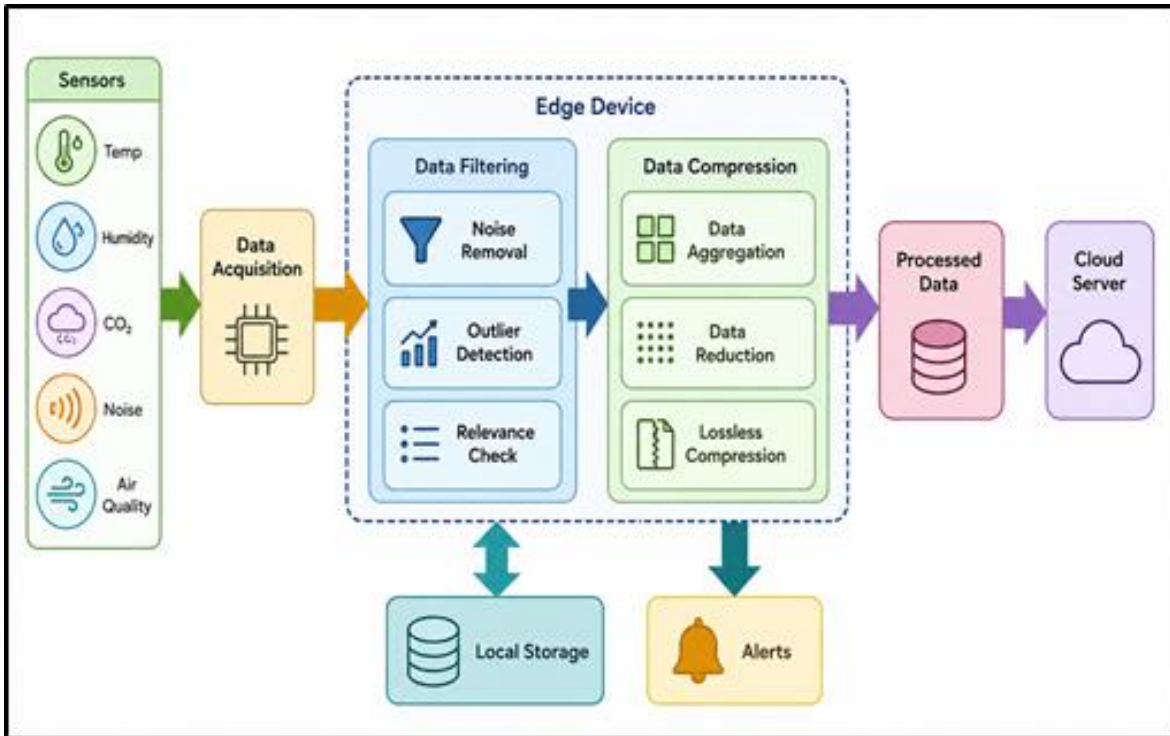 Sensors
Temp
Humidity
CO₂
CO₂
Noise
Air
Quality
Data
Acquisition
Edge Device
Data Filtering
Noise
Removal
Outlier
Detection
Relevance
Check
Data Compression
Data
Aggregation
Data
Reduction
Lossless
Compression
Processed
Data
Cloud
Server
Local Storage
Alerts